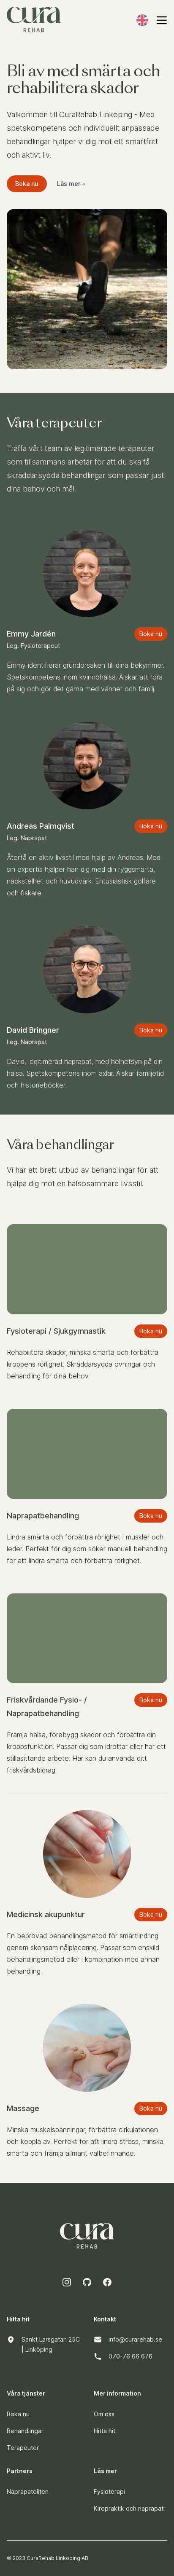 cura
REHAB
Bli av med smärta och
rehabilitera skador
Välkommen till CuraRehab Linköping - Med
spetskompetens och individuellt anpassade
behandlingar hjälper vi dig mot ett smärtfritt
och aktivt liv.
Boka nu
Läs mer→
Våra terapeuter
Träffa vårt team av legitimerade terapeuter
som tillsammans arbetar för att du ska få
skräddarsydda behandlingar som passar just
dina behov och mål.
Emmy Jardén
Boka nu
Leg. Fysioterapeut
Emmy identifierar grundorsaken till dina bekymmer.
Spetskompetens inom kvinnohälsa. Älskar att röra
på sig och gör det gärna med vänner och familj.
Andreas Palmqvist
Boka nu
Leg. Naprapat
Återfå en aktiv livsstil med hjälp av Andreas. Med
sin expertis hjälper han dig med din ryggsmärta,
nackstelhet och huvudvärk. Entusiastisk golfare
och fiskare.
David Bringner
Boka nu
Leg. Naprapat
David, legitimerad naprapat, med helhetsyn på din
hälsa. Spetskompetens inom axlar. Älskar familjetid
och historieböcker.
Våra behandlingar
Vi har ett brett utbud av behandlingar för att
hjälpa dig mot en hälsosammare livsstil.
Fysioterapi / Sjukgymnastik
Boka nu
Rehabilitera skador, minska smärta och förbättra
kroppens rörlighet. Skräddarsydda övningar och
behandling för dina behov.
Naprapatbehandling
Boka nu
Lindra smärta och förbättra rörlighet i muskler och
leder. Perfekt för dig som söker manuell behandling
för att lindra smärta och förbättra rörlighet.
Friskvårdande Fysio- /
Naprapatbehandling
Boka nu
Främja hälsa, förebygg skador och förbättra din
kroppsfunktion. Passar dig som idrottar eller har ett
stillasittande arbete. Här kan du använda ditt
friskvårdsbidrag.
Medicinsk akupunktur
Boka nu
En beprövad behandlingsmetod för smärtlindring
genom korsnam nålplacering. Passar som enskild
behandlingsmetod eller i kombination med annan
behandling.
Massage
Boka nu
Minska muskelspänningar, förbättra cirkulationen
och koppla av. Perfekt för att lindra stress, minska
smärta och främja allmänt välbefinnande.
cura
REHAB
Hitta hit
Kontakt
Sankt Larsgatan 25C
| Linköping
info@curarehab.se
070-76 66 676
Våra tjänster
Mer information
Boka nu
Om oss
Behandlingar
Hitta hit
Terapeuter
Partners
Läs mer
Naprapateliten
Fysioterapi
Kiropraktik och naprapati
© 2023 CuraRehab Linköping AB